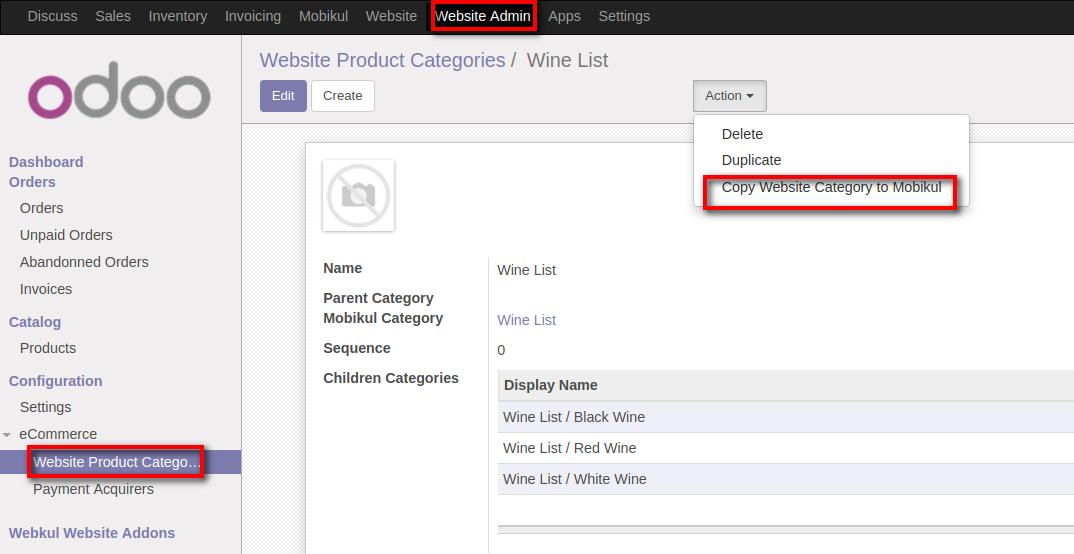 Discuss Sales Inventory Invoicing Mobikul Website Website Admin Apps Settings
odoo
Website Product Categories / Wine List
Edit Create Action
Delete
Duplicate
Copy Website Category to Mobikul
Dashboard
Orders
Orders
Unpaid Orders
Abandonned Orders
Invoices
Catalog
Products
Configuration
Settings
eCommerce
Website Product Catego...
Payment Acquirers
Webkul Website Addons
Name Wine List
Parent Category
Mobikul Category Wine List
Sequence 0
Children Categories
Display Name
Wine List / Black Wine
Wine List / Red Wine
Wine List / White Wine